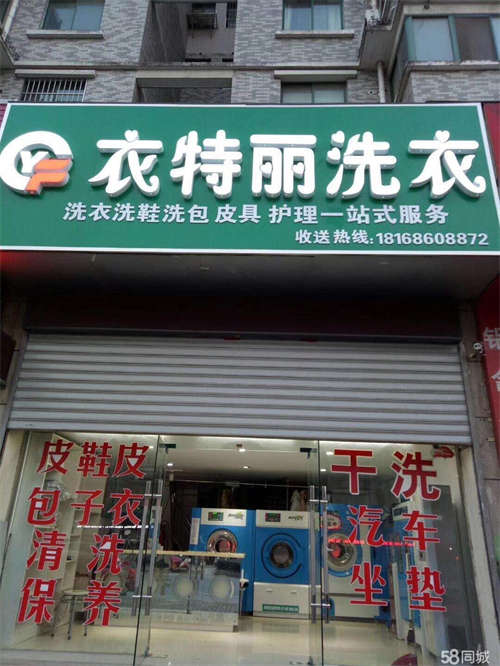 YF
衣特丽洗衣
洗衣洗鞋洗包 皮具 护理一站式服务
收送热线:18168608872
皮鞋皮
包子衣
清洗
保养
干洗
汽车
坐垫
58同城